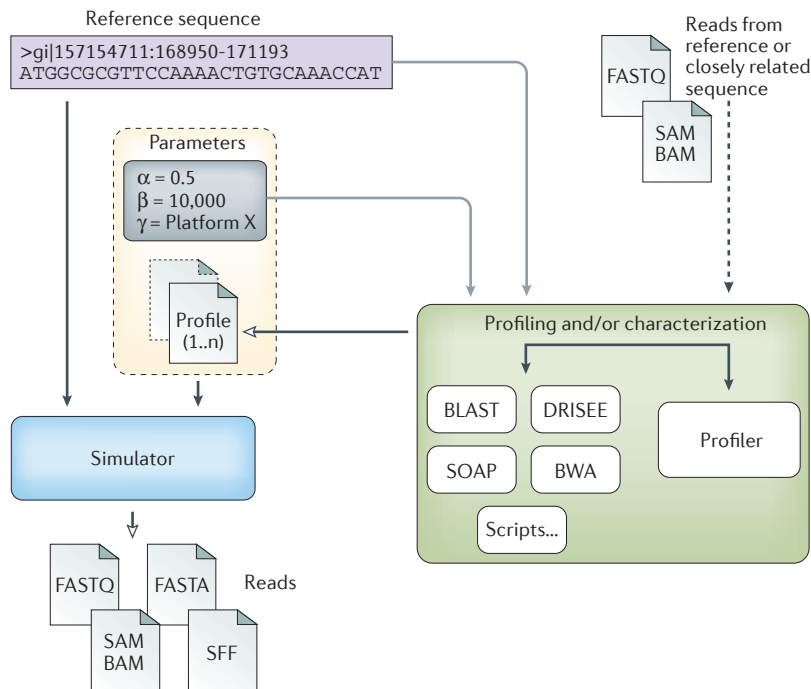 Reference sequence
>gi|157154711:168950-171193
ATGGCGCGTTCCAAAACTGTGCAAACCAT
Reads from
reference or
closely related
sequence
FASTQ
SAM
BAM
Parameters
α = 0.5
β = 10,000
γ = Platform X
Profile
(1..n)
Profiling and/or characterization
BLAST
DRISEE
SOAP
BWA
Scripts...
Profiler
Simulator
FASTQ
FASTA
Reads
SAM
BAM
SFF